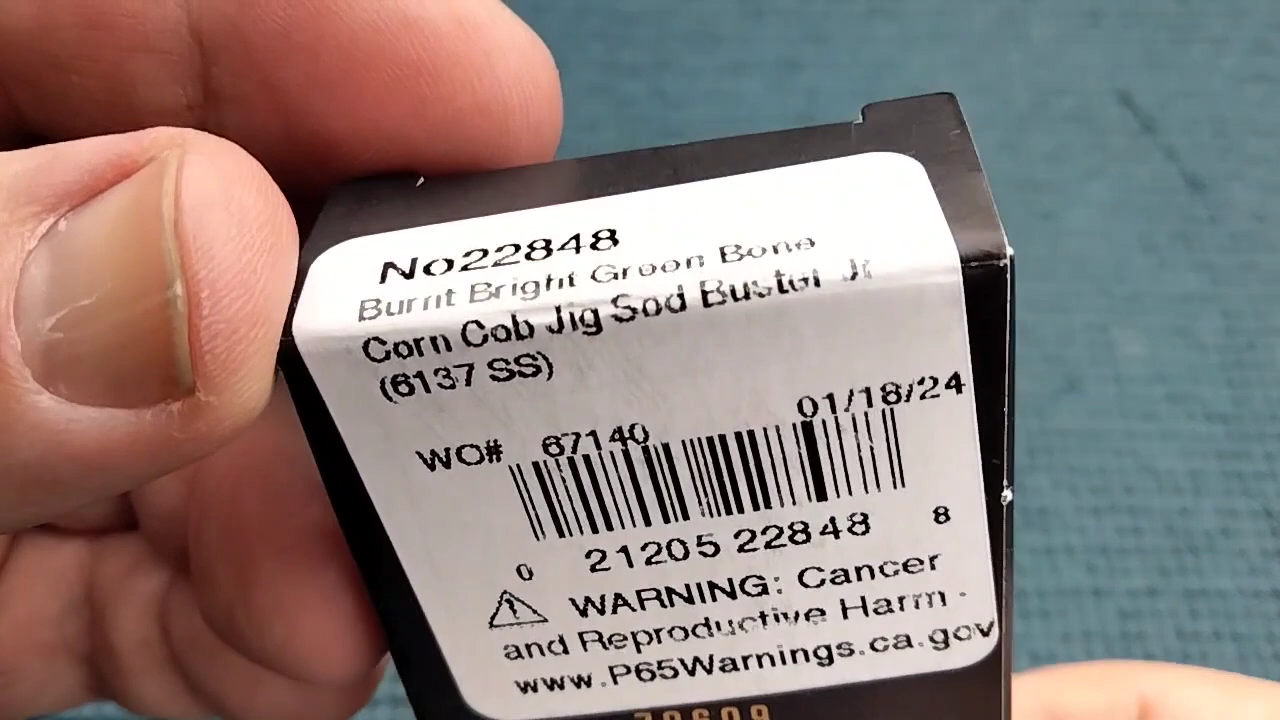 No22848
Burnt Bright Green Bone
Corn Cob Jig Sod Buster Jr
(6137 SS)
01/18/24
WO# 67140
0 21205 22848 8
WARNING: Cancer
and Reproductive Harm -
www.P65Warnings.ca.gov